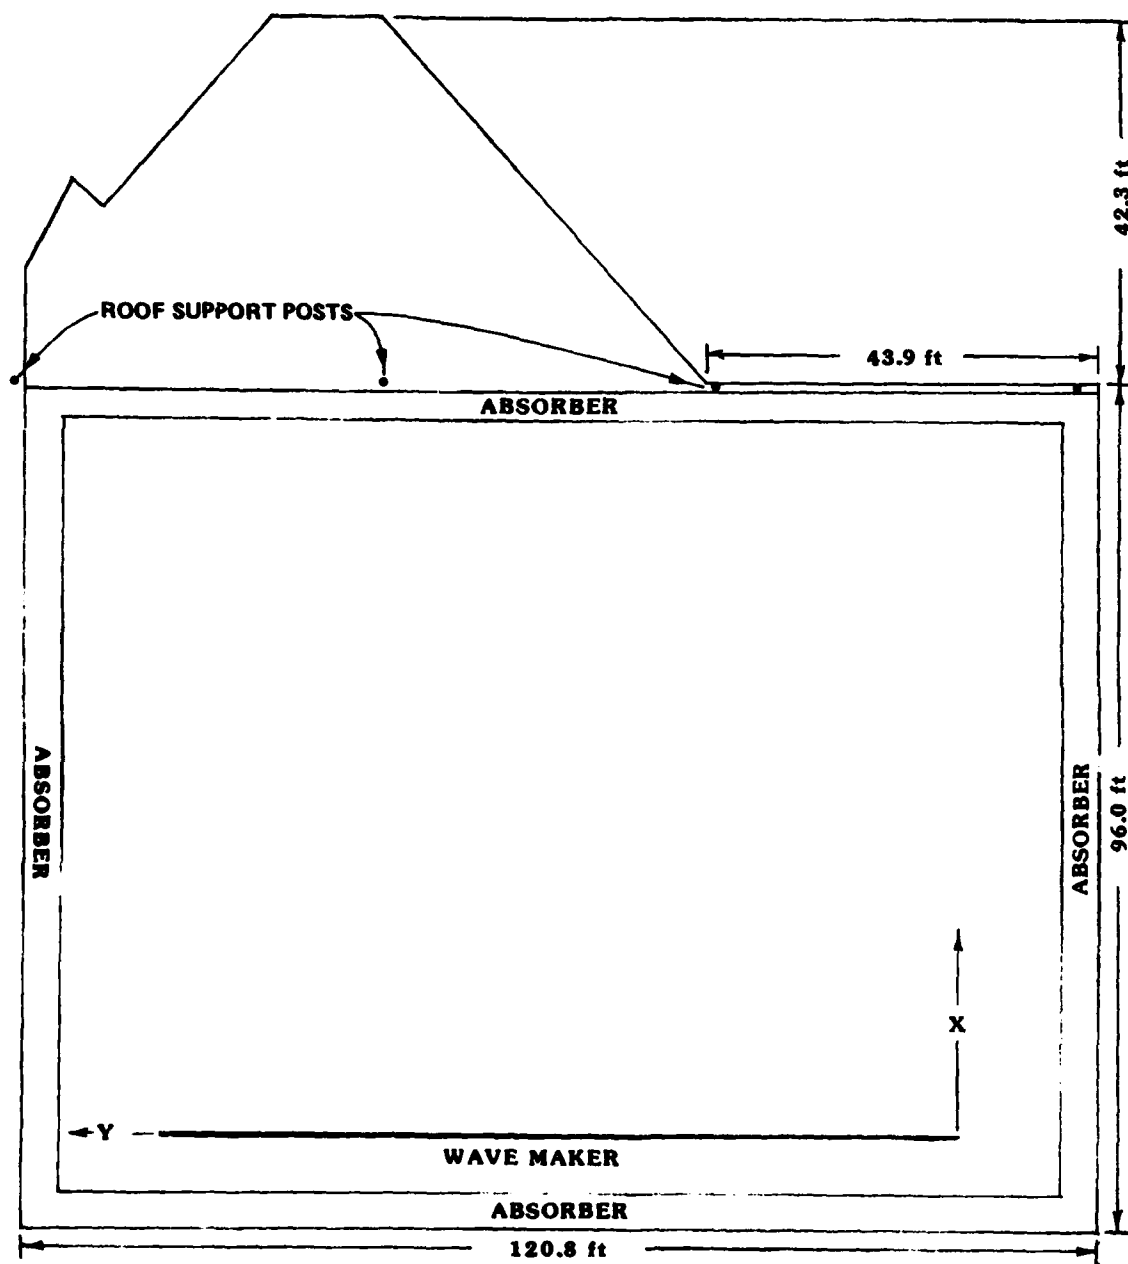 42.3 ft
ROOF SUPPORT POSTS
43.9 ft
ABSORBER
ABSORBER
ABSORBER
96.0 ft
X
Y
WAVE MAKER
ABSORBER
120.8 ft